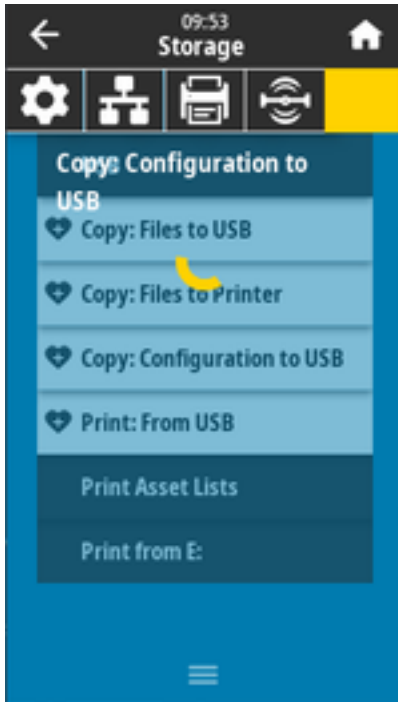 09:53
Storage
Copy: Configuration to
USB
Copy: Files to USB
Copy: Files to Printer
Copy: Configuration to USB
Print: From USB
Print Asset Lists
Print from E: